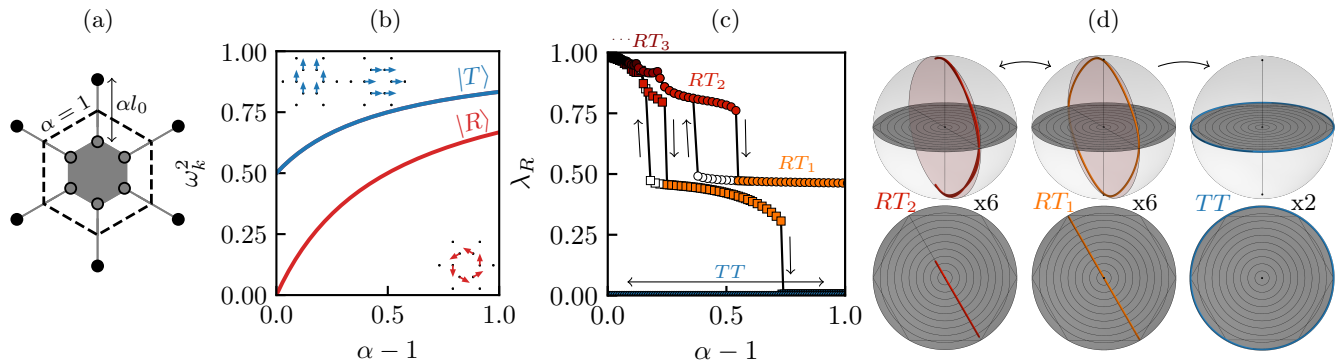 (a)
α = 1
αl₀
(b)
ω²ₖ
1.00
0.75
0.50
0.25
0.00
|T⟩
|R⟩
0.0
0.5
1.0
α − 1
(c)
λ_R
1.00
0.75
0.50
0.25
0.00
···RT₃
RT₂
RT₁
TT
0.0
0.5
1.0
α − 1
(d)
RT₂
x6
RT₁
x6
TT
x2